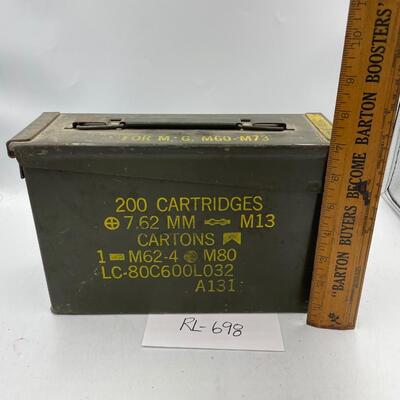 FOR M. G. M60-M73
200 CARTRIDGES
7.62 MM M13
CARTONS
1 M62-4 M80
LC-80C600L032
A131
RL-698
"BARTON BUYERS BECOME BARTON BOOSTERS"